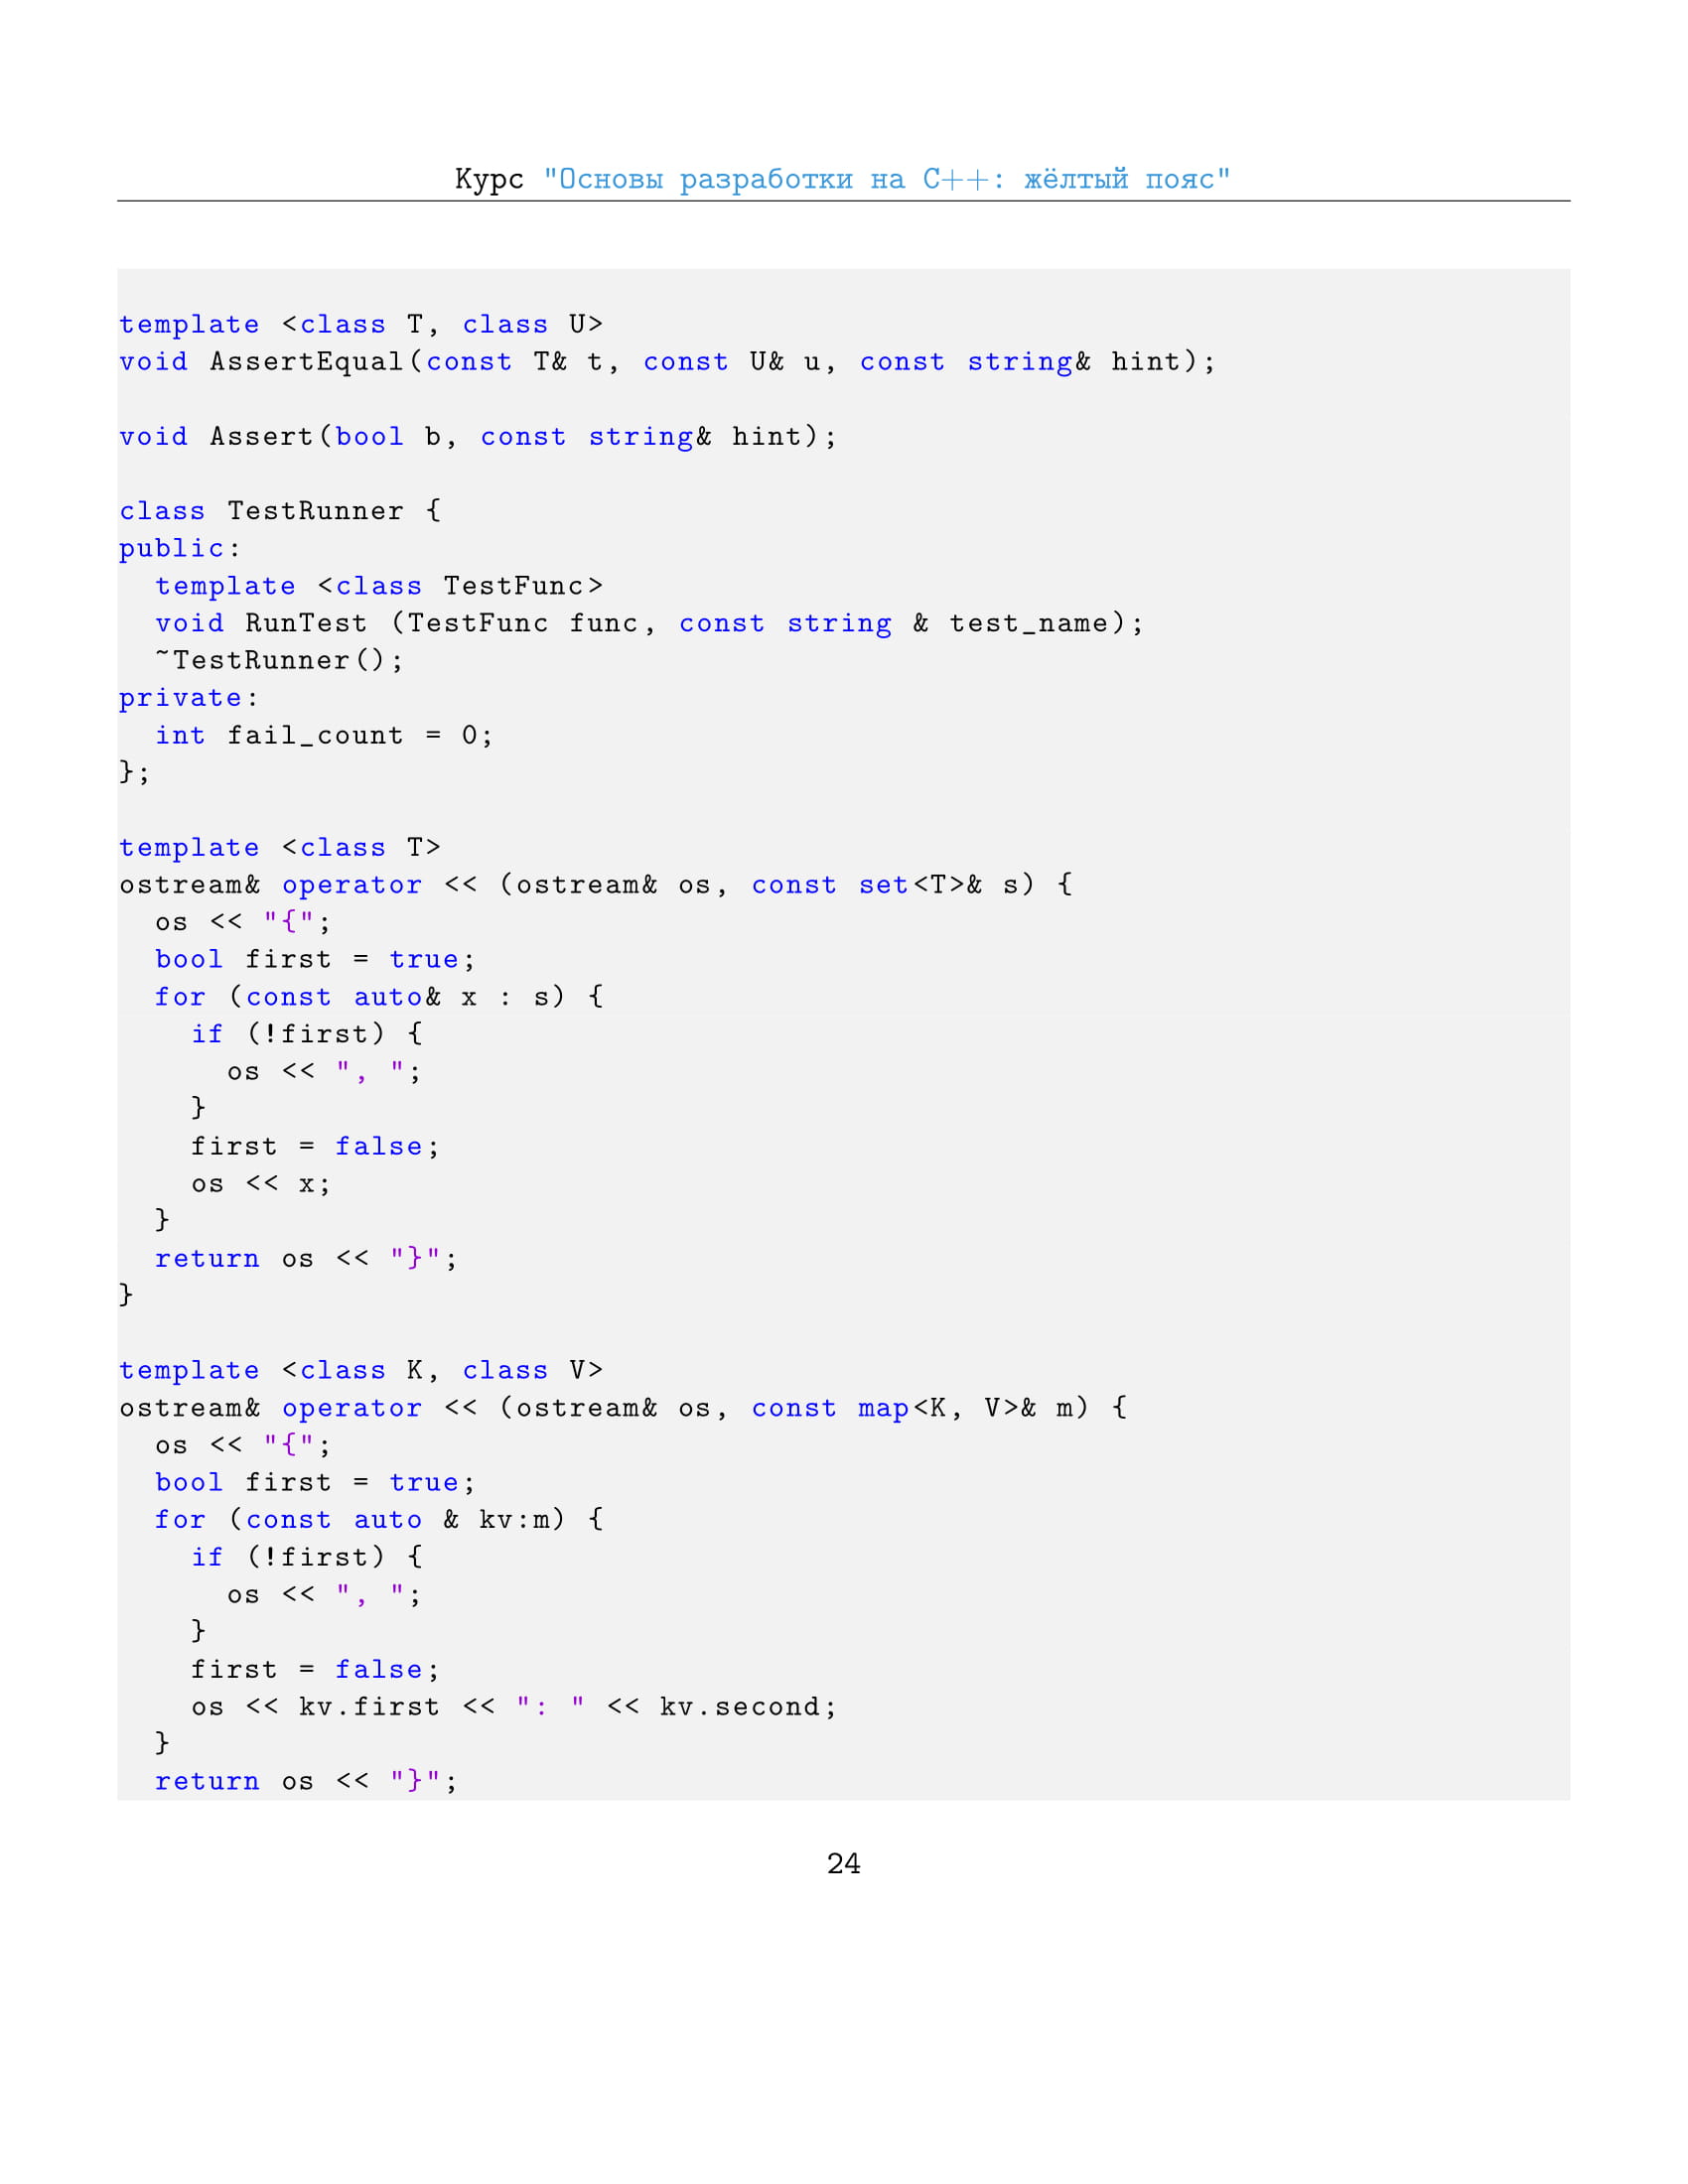 Курс "Основы разработки на C++: жёлтый пояс"
template <class T, class U>
void AssertEqual(const T& t, const U& u, const string& hint);
void Assert(bool b, const string& hint);
class TestRunner {
public:
  template <class TestFunc>
  void RunTest (TestFunc func, const string & test_name);
  ~TestRunner();
private:
  int fail_count = 0;
};
template <class T>
ostream& operator << (ostream& os, const set<T>& s) {
  os << "{";
  bool first = true;
  for (const auto& x : s) {
    if (!first) {
      os << ", ";
    }
    first = false;
    os << x;
  }
  return os << "}";
}
template <class K, class V>
ostream& operator << (ostream& os, const map<K, V>& m) {
  os << "{";
  bool first = true;
  for (const auto & kv:m) {
    if (!first) {
      os << ", ";
    }
    first = false;
    os << kv.first << ": " << kv.second;
  }
  return os << "}";
24